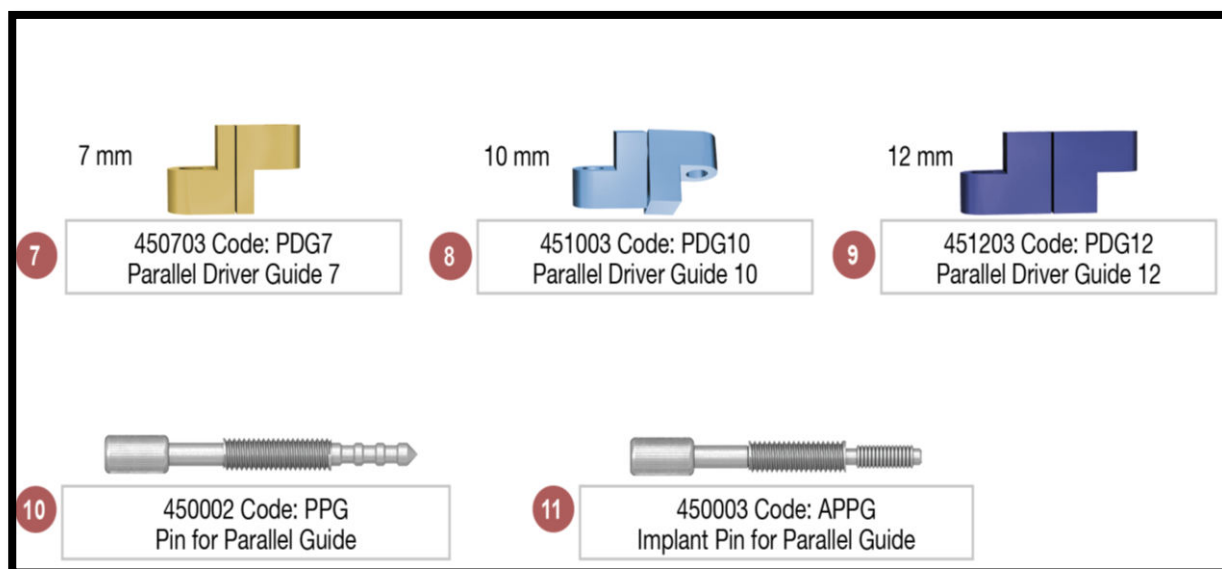 7 mm
10 mm
12 mm
7
450703 Code: PDG7
Parallel Driver Guide 7
8
451003 Code: PDG10
Parallel Driver Guide 10
9
451203 Code: PDG12
Parallel Driver Guide 12
10
450002 Code: PPG
Pin for Parallel Guide
11
450003 Code: APPG
Implant Pin for Parallel Guide